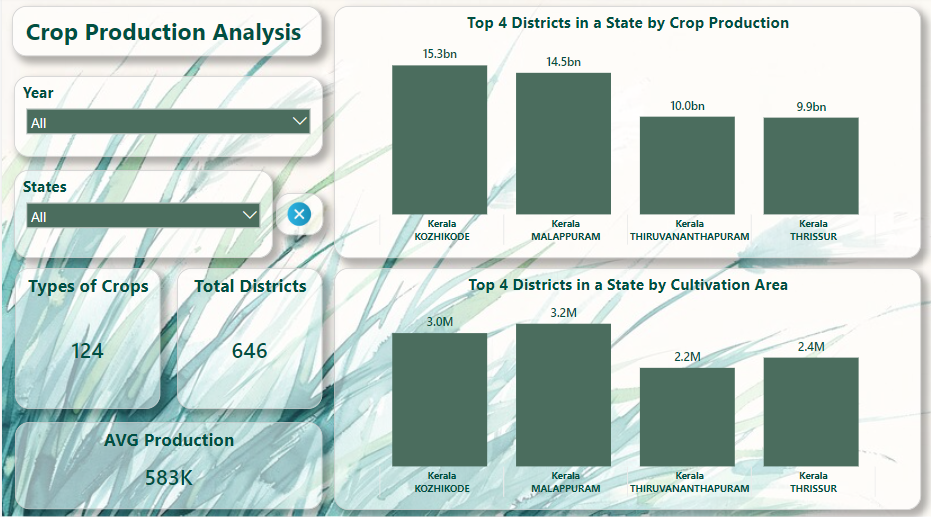 Crop Production Analysis
Year
All
States
All
Types of Crops
124
Total Districts
646
AVG Production
583K
Top 4 Districts in a State by Crop Production
15.3bn
14.5bn
10.0bn
9.9bn
Kerala
KOZHIKODE
Kerala
MALAPPURAM
Kerala
THIRUVANANTHAPURAM
Kerala
THRISSUR
Top 4 Districts in a State by Cultivation Area
3.0M
3.2M
2.2M
2.4M
Kerala
KOZHIKODE
Kerala
MALAPPURAM
Kerala
THIRUVANANTHAPURAM
Kerala
THRISSUR